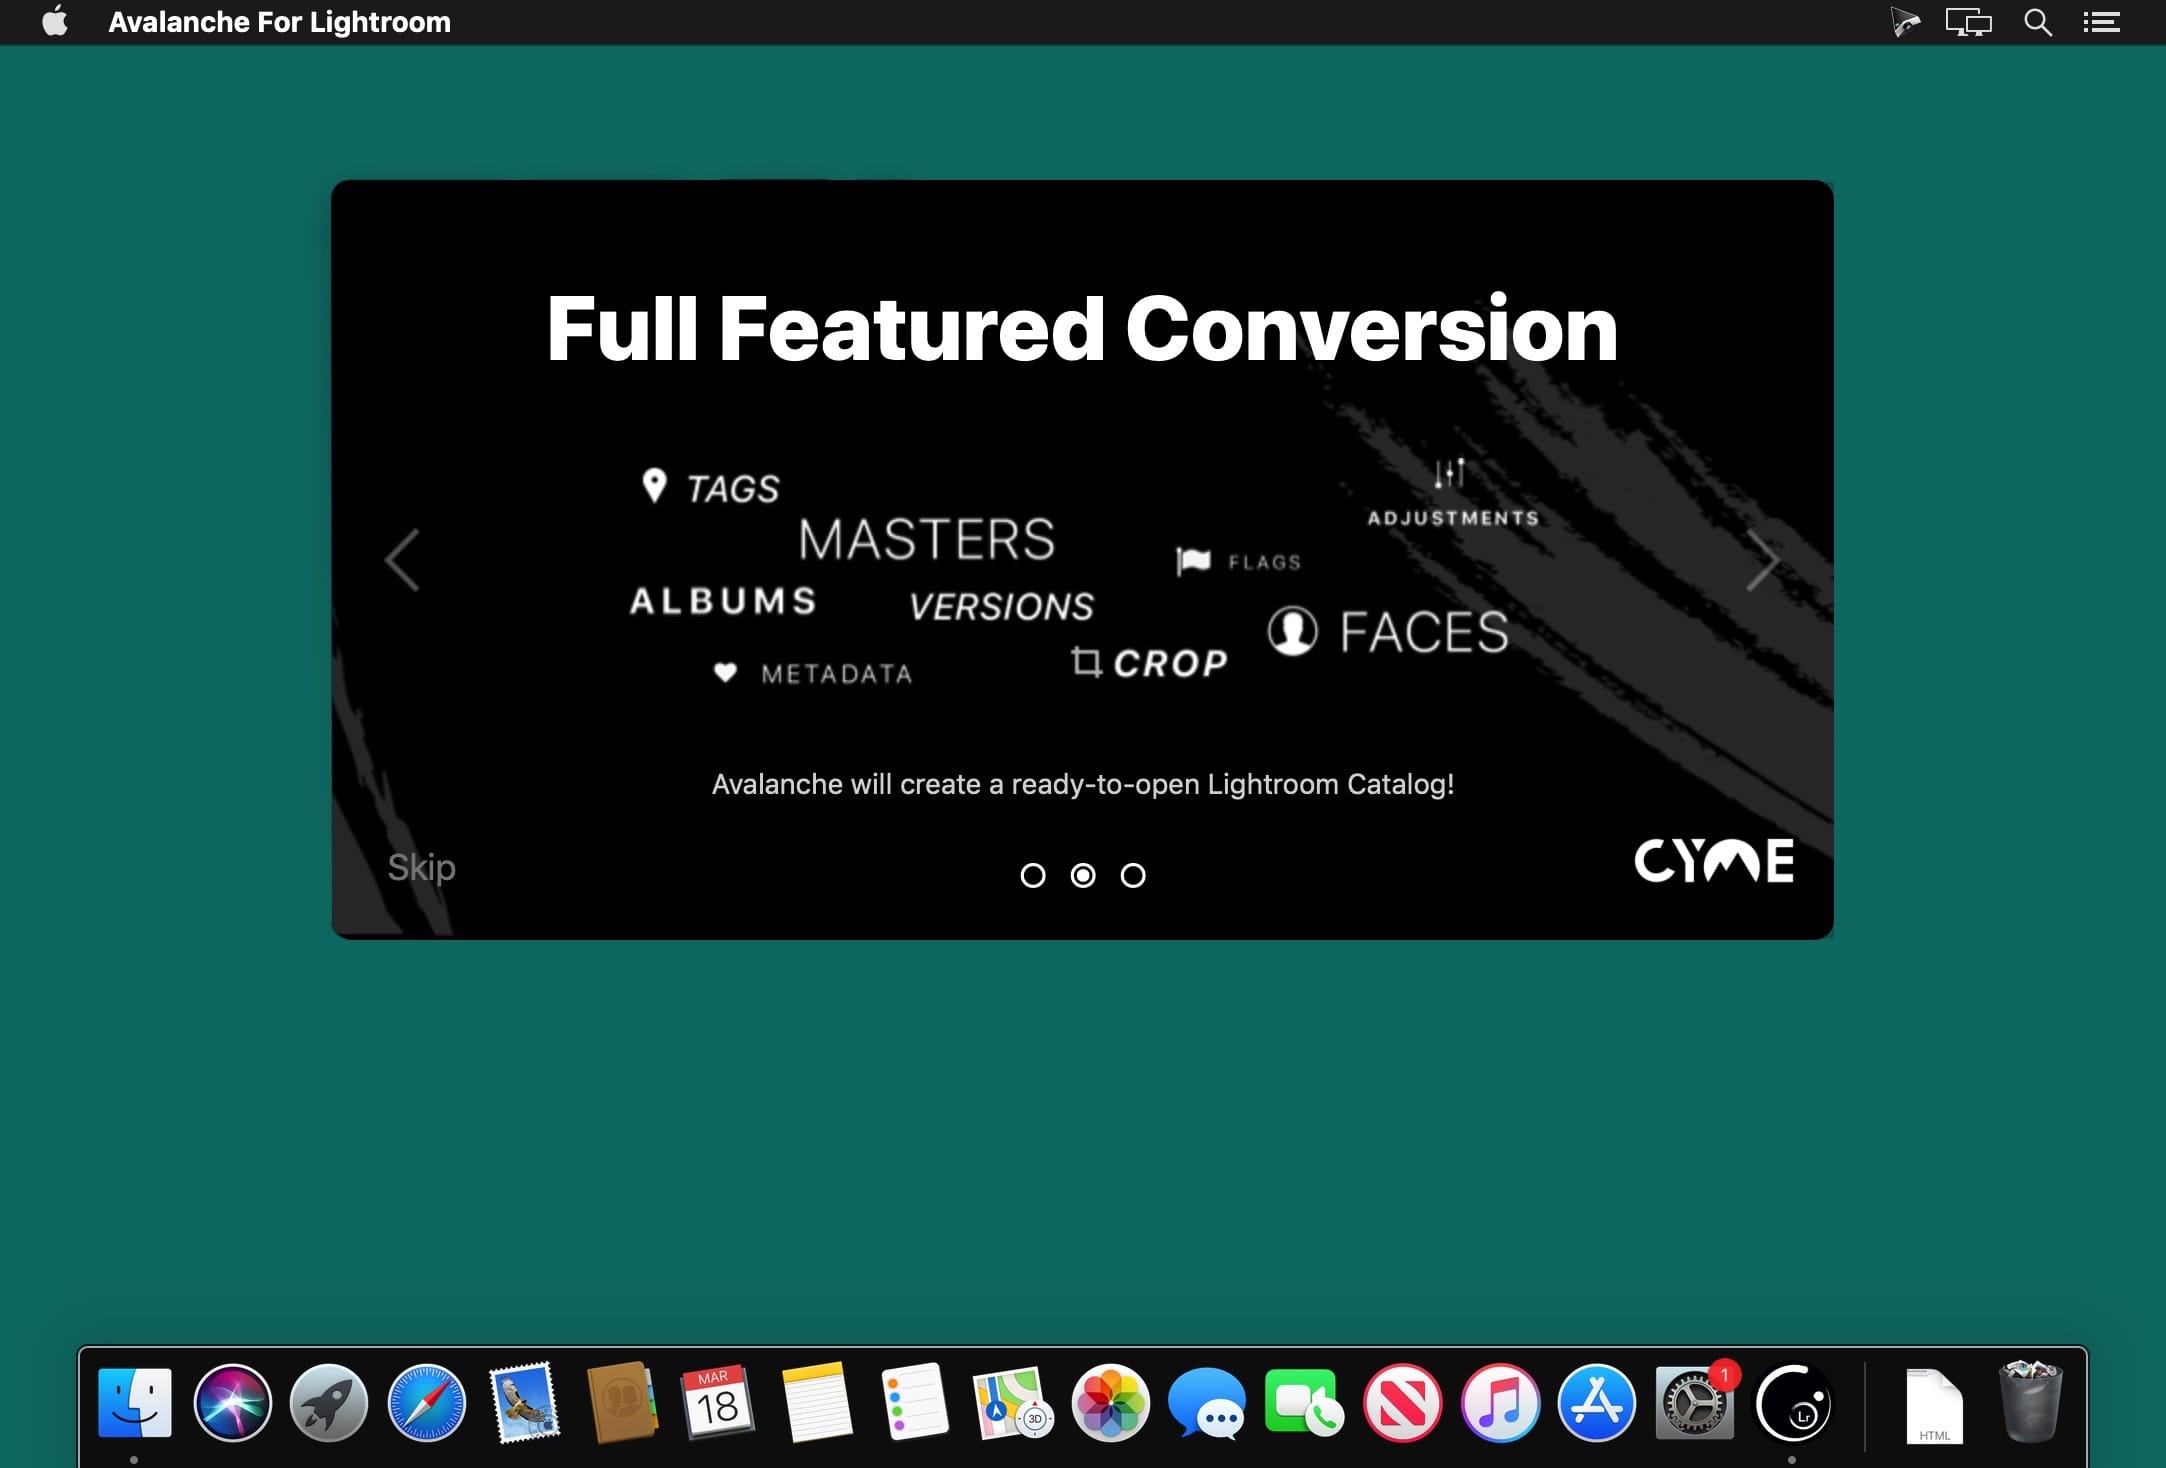 Avalanche For Lightroom
Full Featured Conversion
TAGS
ADJUSTMENTS
MASTERS
FLAGS
ALBUMS
VERSIONS
FACES
CROP
METADATA
Avalanche will create a ready-to-open Lightroom Catalog!
Skip
CYME
MAR
18
3D
1
Lr
HTML